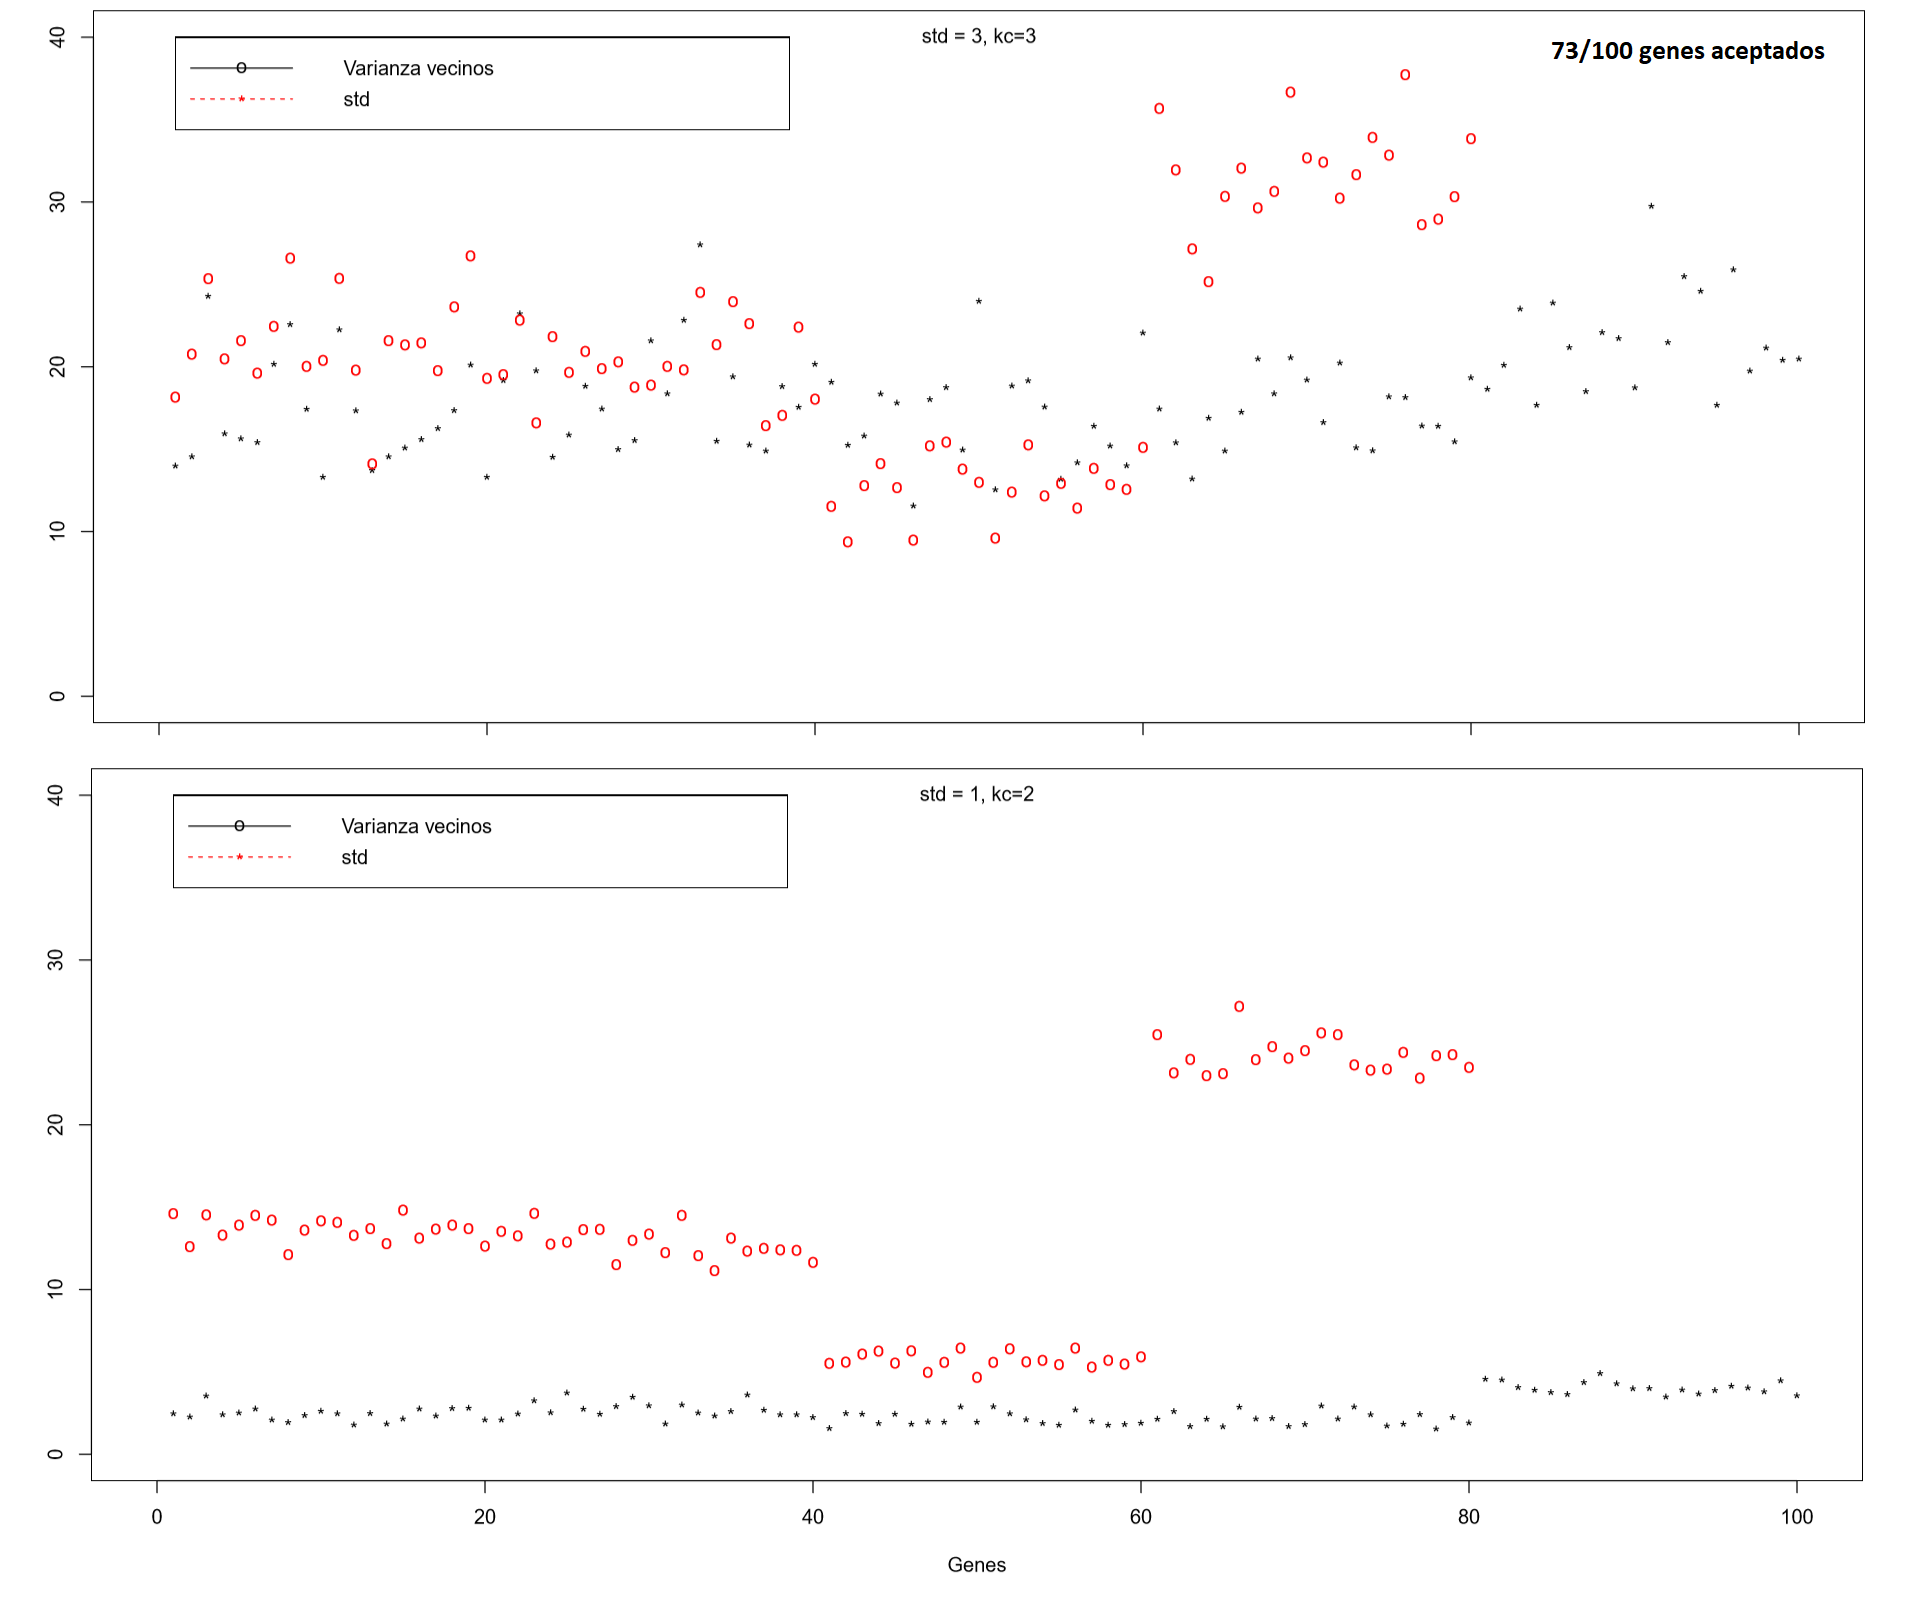 std = 3, kc=3
73/100 genes aceptados
Varianza vecinos
std
40
30
20
10
0
std = 1, kc=2
Varianza vecinos
std
40
30
20
10
0
0 20 40 60 80 100
Genes